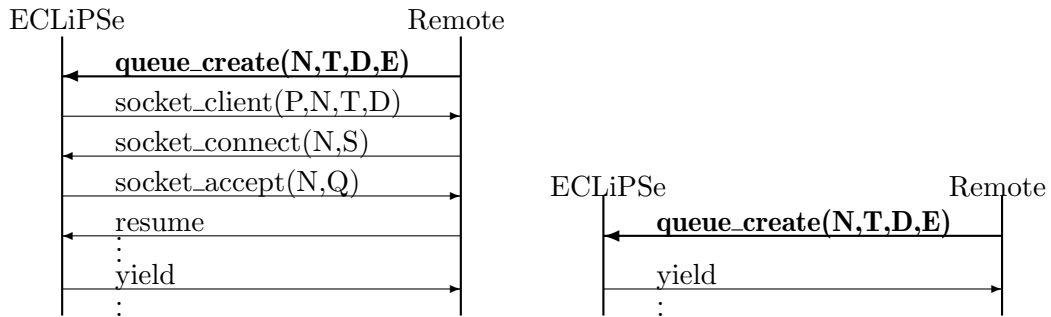 ECLiPSe Remote
queue_create(N,T,D,E)
socket_client(P,N,T,D)
socket_connect(N,S)
socket_accept(N,Q)
resume
yield
ECLiPSe Remote
queue_create(N,T,D,E)
yield